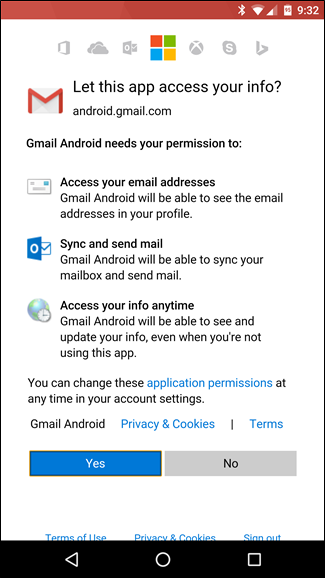 9:32
Let this app access your info?
android.gmail.com
Gmail Android needs your permission to:
Access your email addresses
Gmail Android will be able to see the email
addresses in your profile.
Sync and send mail
Gmail Android will be able to sync your
mailbox and send mail.
Access your info anytime
Gmail Android will be able to see and
update your info, even when you're not
using this app.
You can change these application permissions at
any time in your account settings.
Gmail Android Privacy & Cookies | Terms
Yes No
Terms of Use Privacy & Cookies Sign out